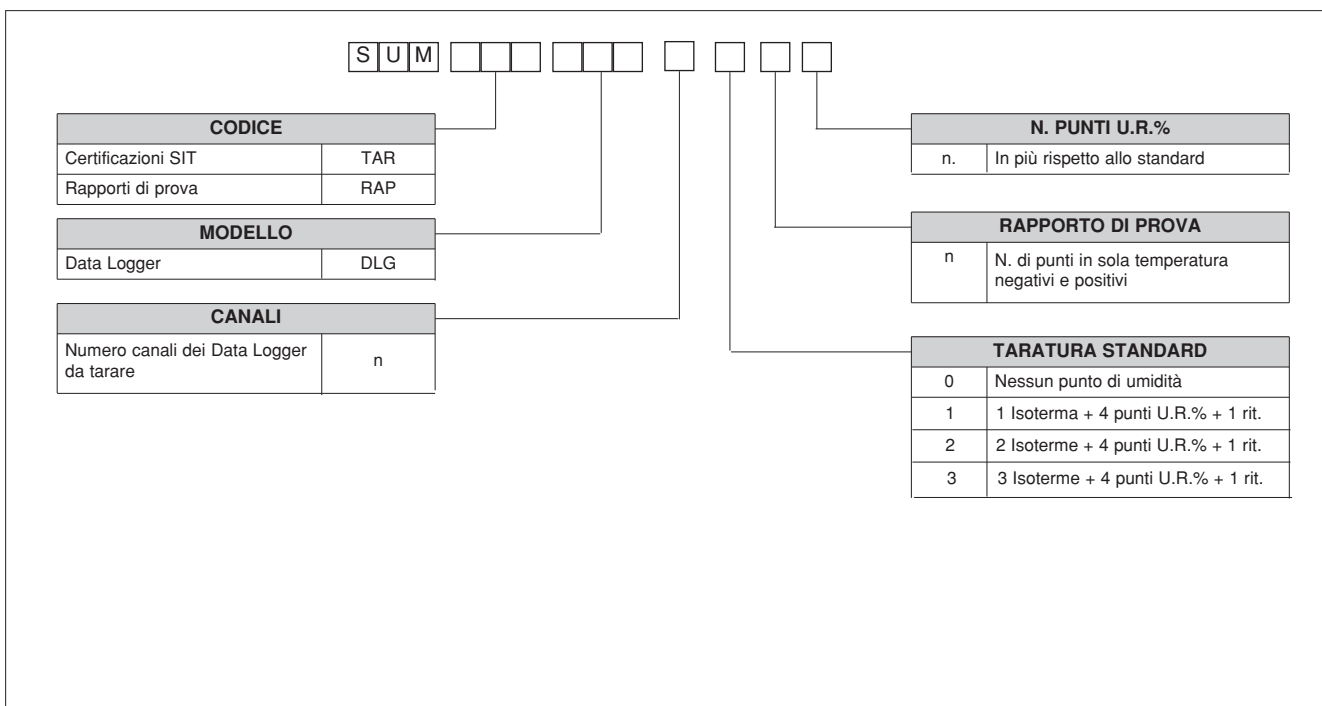 SUM
CODICE
Certificazioni SIT TAR
Rapporti di prova RAP
MODELLO
Data Logger DLG
CANALI
Numero canali dei Data Logger n
da tarare
N. PUNTI U.R.%
n. In più rispetto allo standard
RAPPORTO DI PROVA
n N. di punti in sola temperatura
negativi e positivi
TARATURA STANDARD
0 Nessun punto di umidità
1 1 Isoterma + 4 punti U.R.% + 1 rit.
2 2 Isoterme + 4 punti U.R.% + 1 rit.
3 3 Isoterme + 4 punti U.R.% + 1 rit.